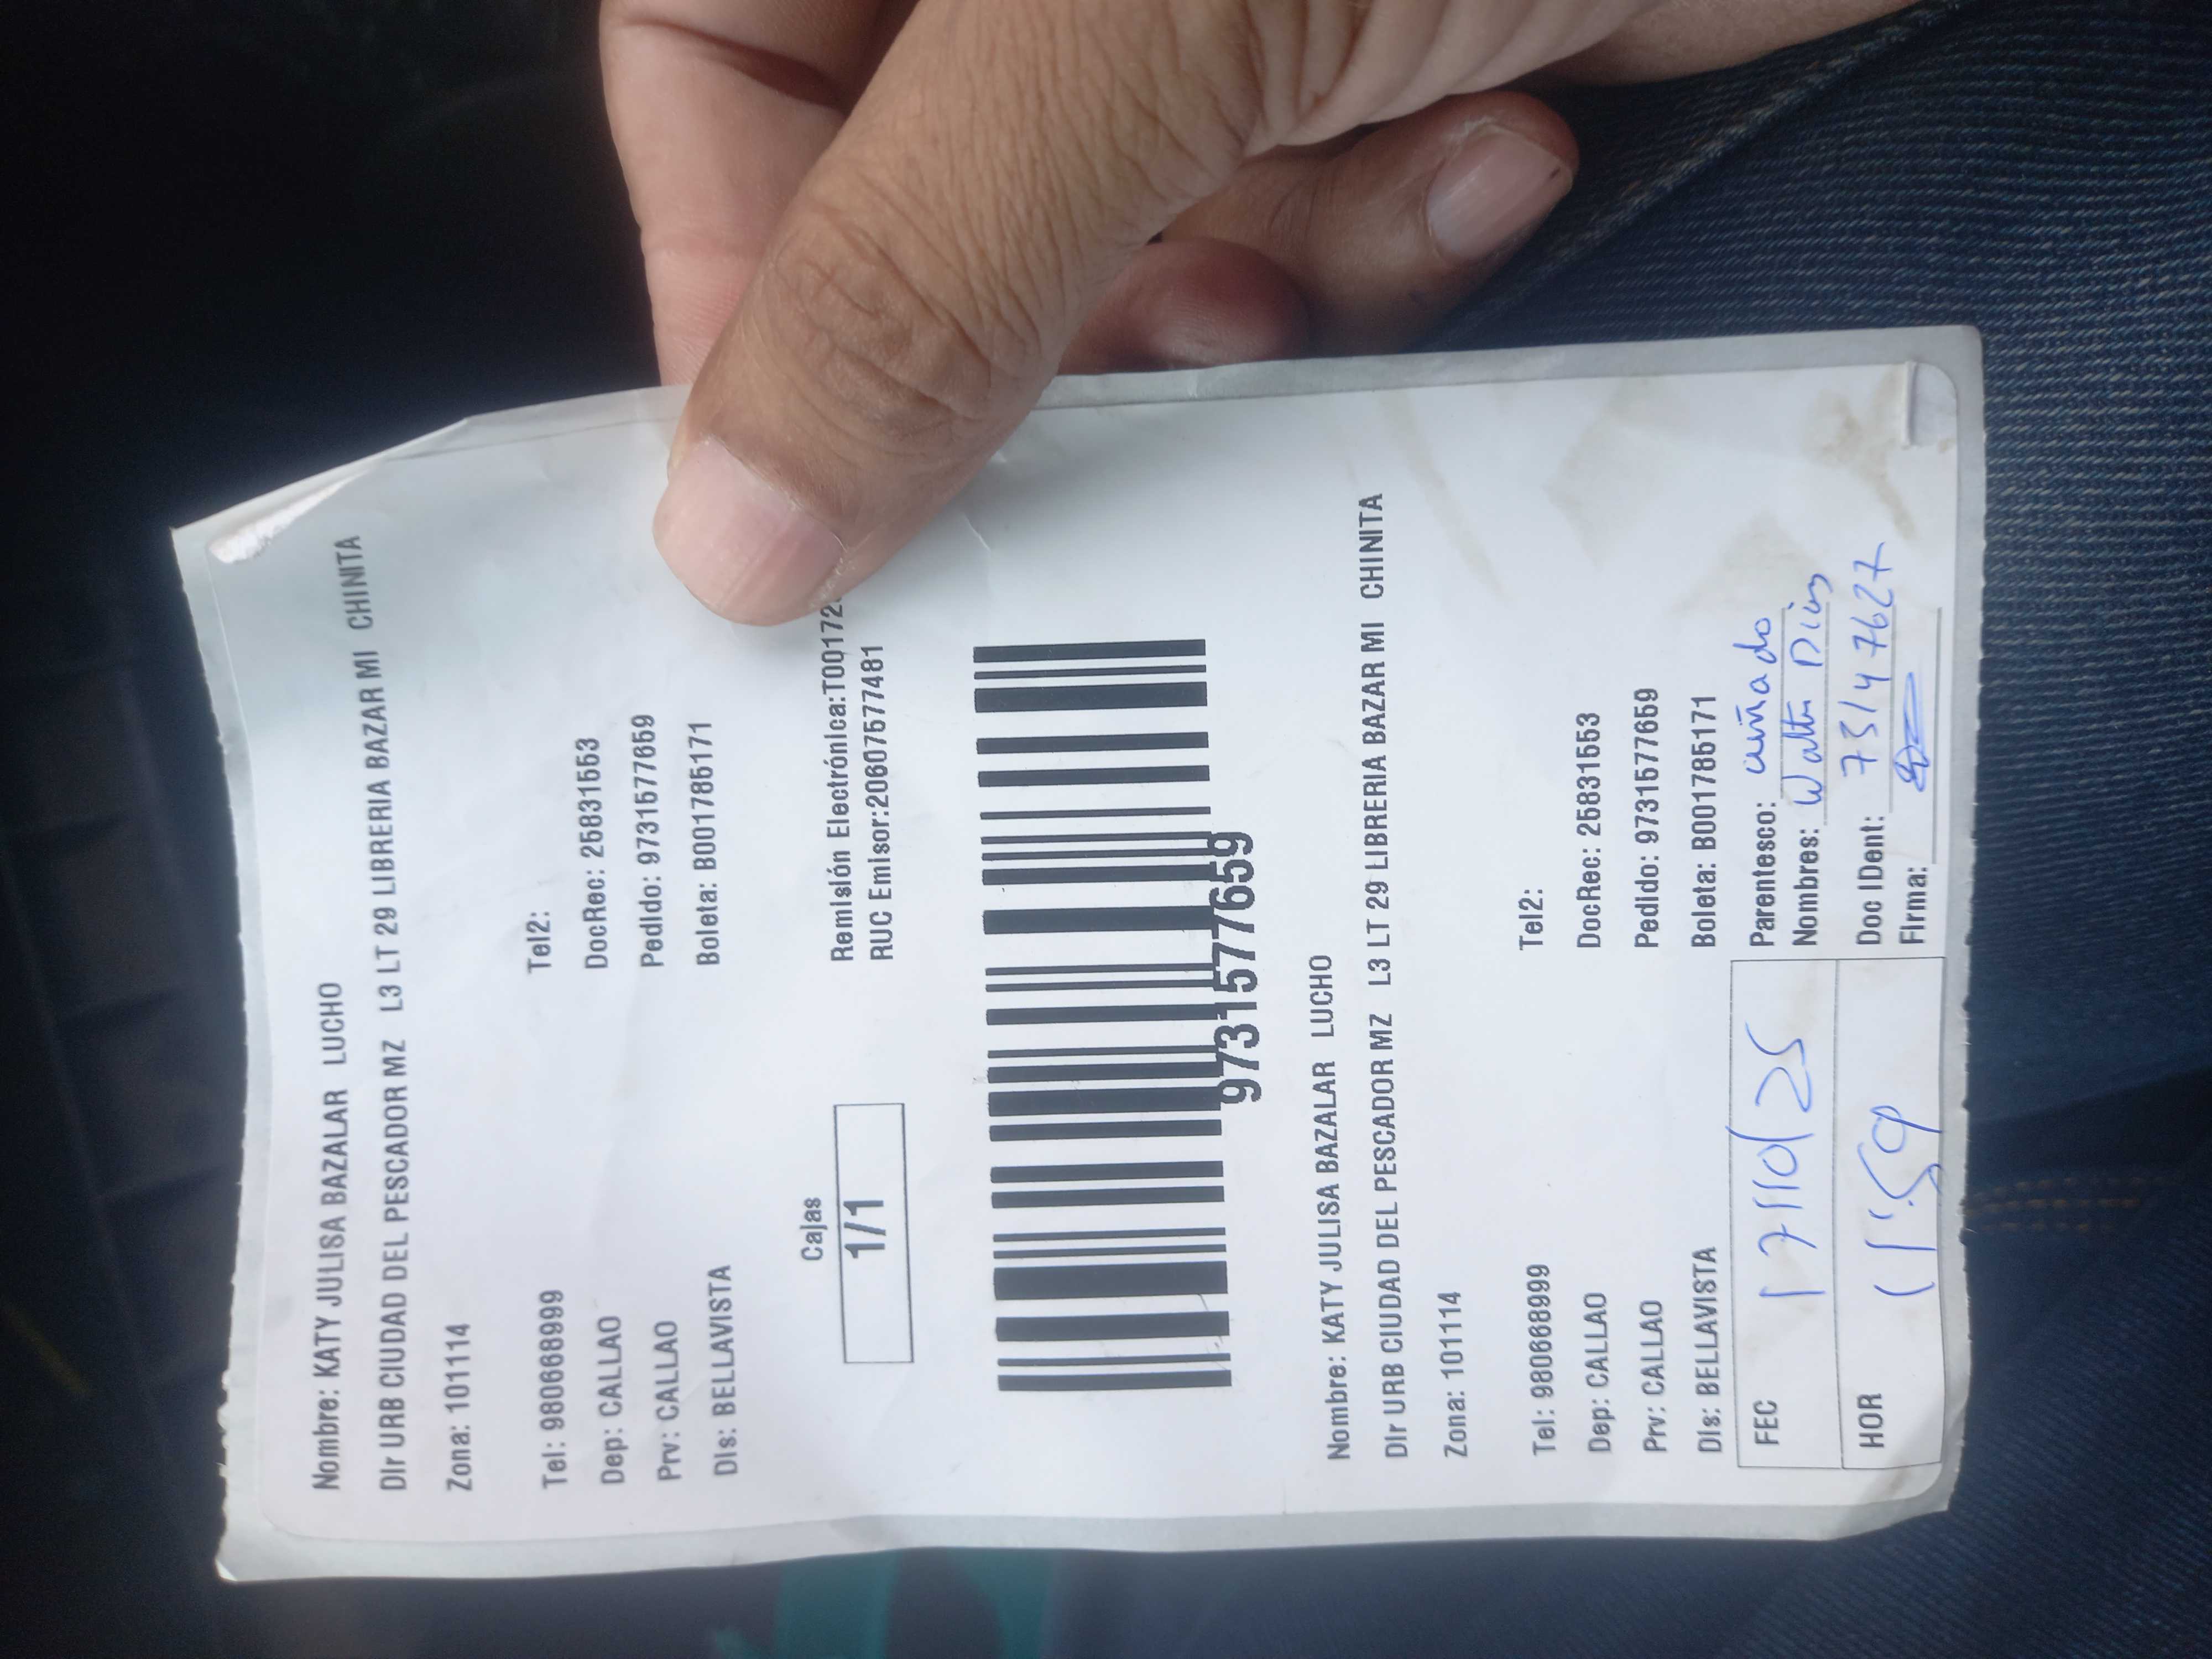 Nombre: KATY JULISA BAZALAR LUCHO
Dir URB CIUDAD DEL PESCADOR MZ L3 LT 29 LIBRERIA BAZAR MI CHINITA
Zona: 101114
Tel: 980668999 Tel2:
Dep: CALLAO DocRec: 25831553
Prv: CALLAO Pedido: 9731577659
Dis: BELLAVISTA Boleta: B001785171
Cajas
1/1
Remisión Electrónica:T00172
RUC Emisor:20607577481
9731577659
Nombre: KATY JULISA BAZALAR LUCHO
Dir URB CIUDAD DEL PESCADOR MZ L3 LT 29 LIBRERIA BAZAR MI CHINITA
Zona: 101114
Tel: 980668999 Tel2:
Dep: CALLAO DocRec: 25831553
Prv: CALLAO Pedido: 9731577659
Dis: BELLAVISTA Boleta: B001785171
FEC 17/10/25 Parentesco: cuñado
Nombres: Walter Dias
HOR Doc IDent: 73147627
Firma: